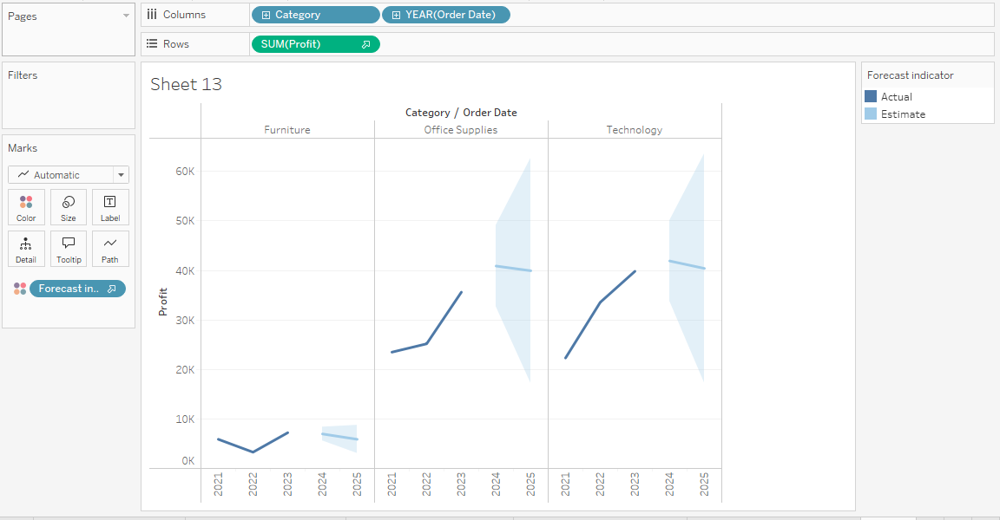 Pages
Columns
Category
YEAR(Order Date)
Rows
SUM(Profit)
Filters
Marks
Automatic
Color
Size
Label
Detail
Tooltip
Path
Forecast in..
Sheet 13
Category / Order Date
Furniture
Office Supplies
Technology
Profit
60K
50K
40K
30K
20K
10K
0K
2021
2022
2023
2024
2025
2021
2022
2023
2024
2025
2021
2022
2023
2024
2025
Forecast indicator
Actual
Estimate